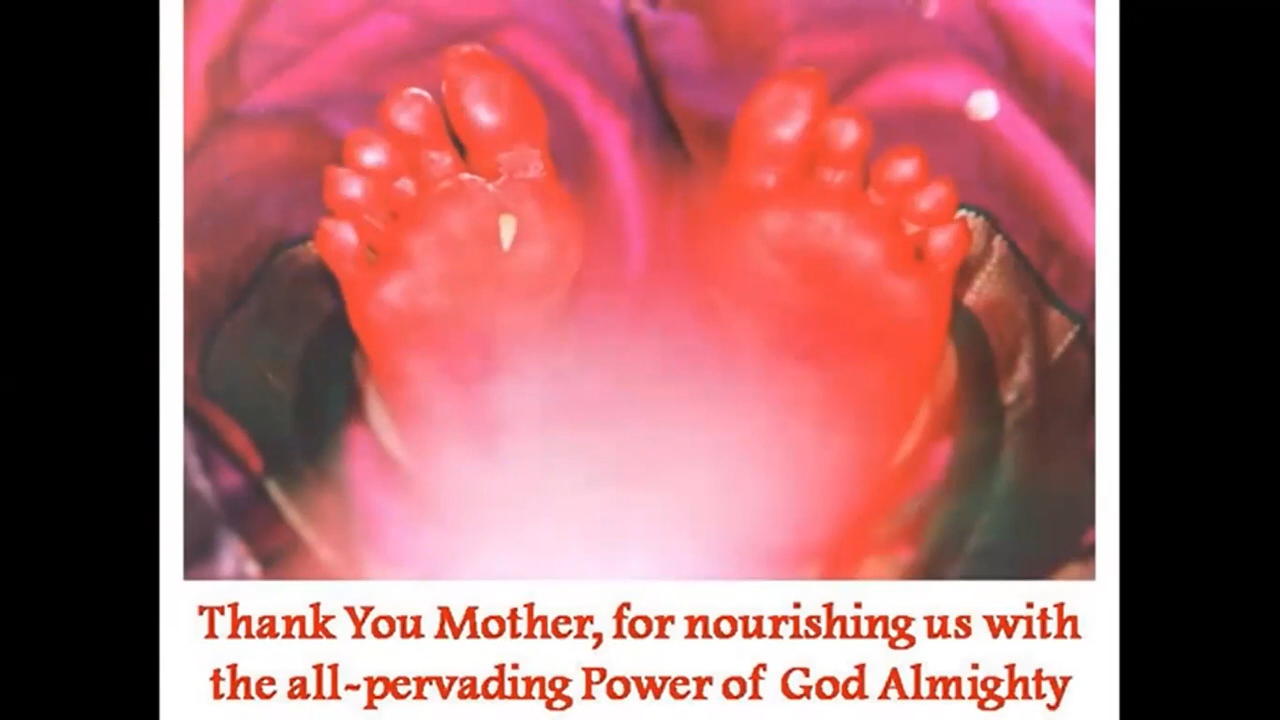 Thank You Mother, for nourishing us with
the all-pervading Power of God Almighty